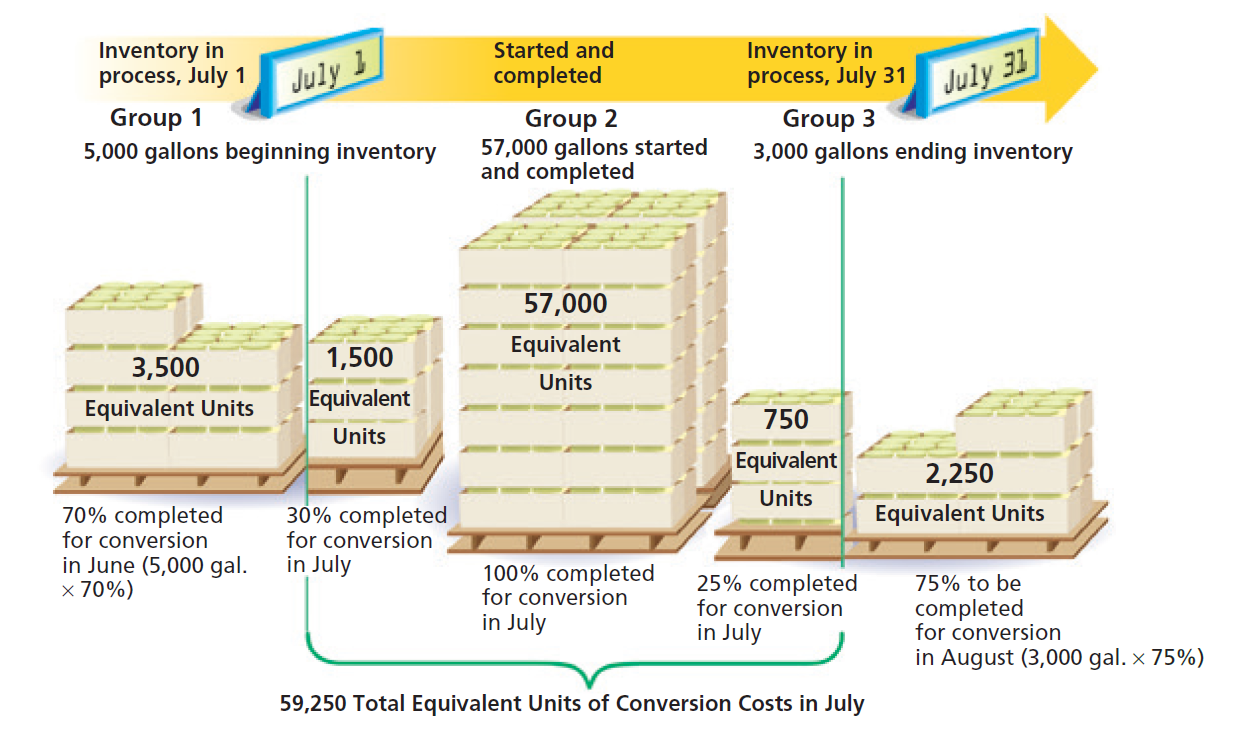 Inventory in
process, July 1
July 1
Started and
completed
Inventory in
process, July 31
July 31
Group 1
5,000 gallons beginning inventory
Group 2
57,000 gallons started
and completed
Group 3
3,000 gallons ending inventory
3,500
Equivalent Units
1,500
Equivalent
Units
57,000
Equivalent
Units
750
Equivalent
Units
2,250
Equivalent Units
70% completed
for conversion
in June (5,000 gal.
× 70%)
30% completed
for conversion
in July
100% completed
for conversion
in July
25% completed
for conversion
in July
75% to be
completed
for conversion
in August (3,000 gal. × 75%)
59,250 Total Equivalent Units of Conversion Costs in July